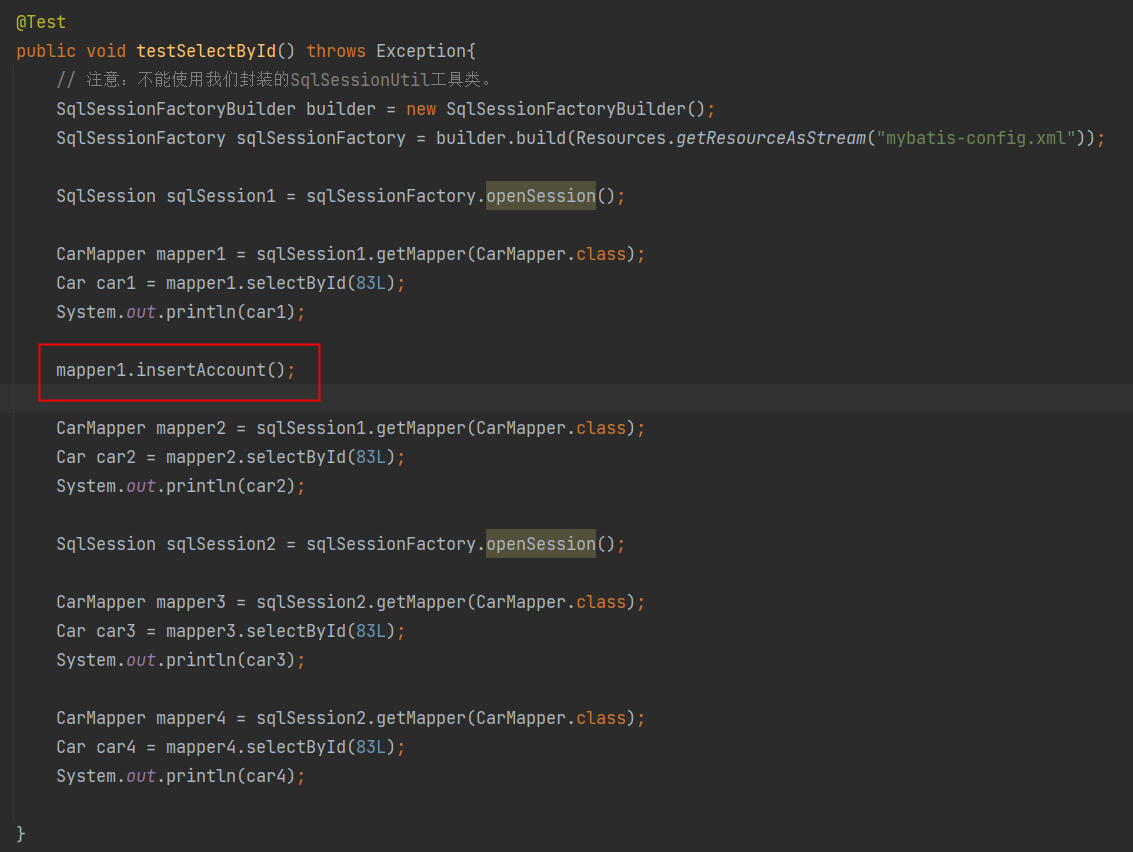 @Test
public void testSelectById() throws Exception{
// 注意：不能使用我们封装的SqlSessionUtil工具类。
SqlSessionFactoryBuilder builder = new SqlSessionFactoryBuilder();
SqlSessionFactory sqlSessionFactory = builder.build(Resources.getResourceAsStream("mybatis-config.xml"));
SqlSession sqlSession1 = sqlSessionFactory.openSession();
CarMapper mapper1 = sqlSession1.getMapper(CarMapper.class);
Car car1 = mapper1.selectById(83L);
System.out.println(car1);
mapper1.insertAccount();
CarMapper mapper2 = sqlSession1.getMapper(CarMapper.class);
Car car2 = mapper2.selectById(83L);
System.out.println(car2);
SqlSession sqlSession2 = sqlSessionFactory.openSession();
CarMapper mapper3 = sqlSession2.getMapper(CarMapper.class);
Car car3 = mapper3.selectById(83L);
System.out.println(car3);
CarMapper mapper4 = sqlSession2.getMapper(CarMapper.class);
Car car4 = mapper4.selectById(83L);
System.out.println(car4);
}